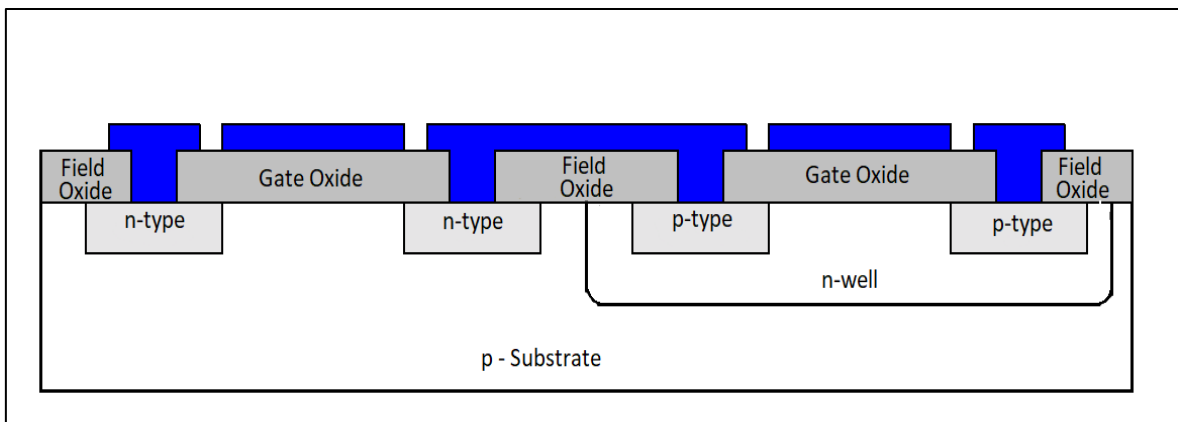 Field
Oxide
Gate Oxide
Field
Oxide
Gate Oxide
Field
Oxide
n-type
n-type
p-type
p-type
n-well
p - Substrate